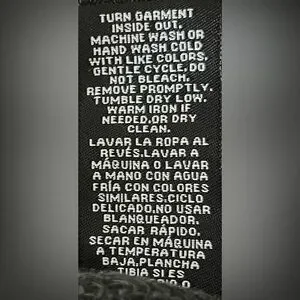 TURN GARMENT
INSIDE OUT.
MACHINE WASH OR
HAND WASH COLD
WITH LIKE COLORS,
GENTLE CYCLE, DO
NOT BLEACH.
REMOVE PROMPTLY.
TUMBLE DRY LOW.
WARM IRON IF
NEEDED,OR DRY
CLEAN.
LAVAR LA ROPA AL
REVÉS.LAVAR A
MÁQUINA O LAVAR
A MANO CON AGUA
FRÍA CON COLORES
SIMILARES,CICLO
DELICADO,NO USAR
BLANQUEADOR.
SACAR RÁPIDO.
SECAR EN MÁQUINA
A TEMPERATURA
BAJA,PLANCHA
TIBIA SI ES
O